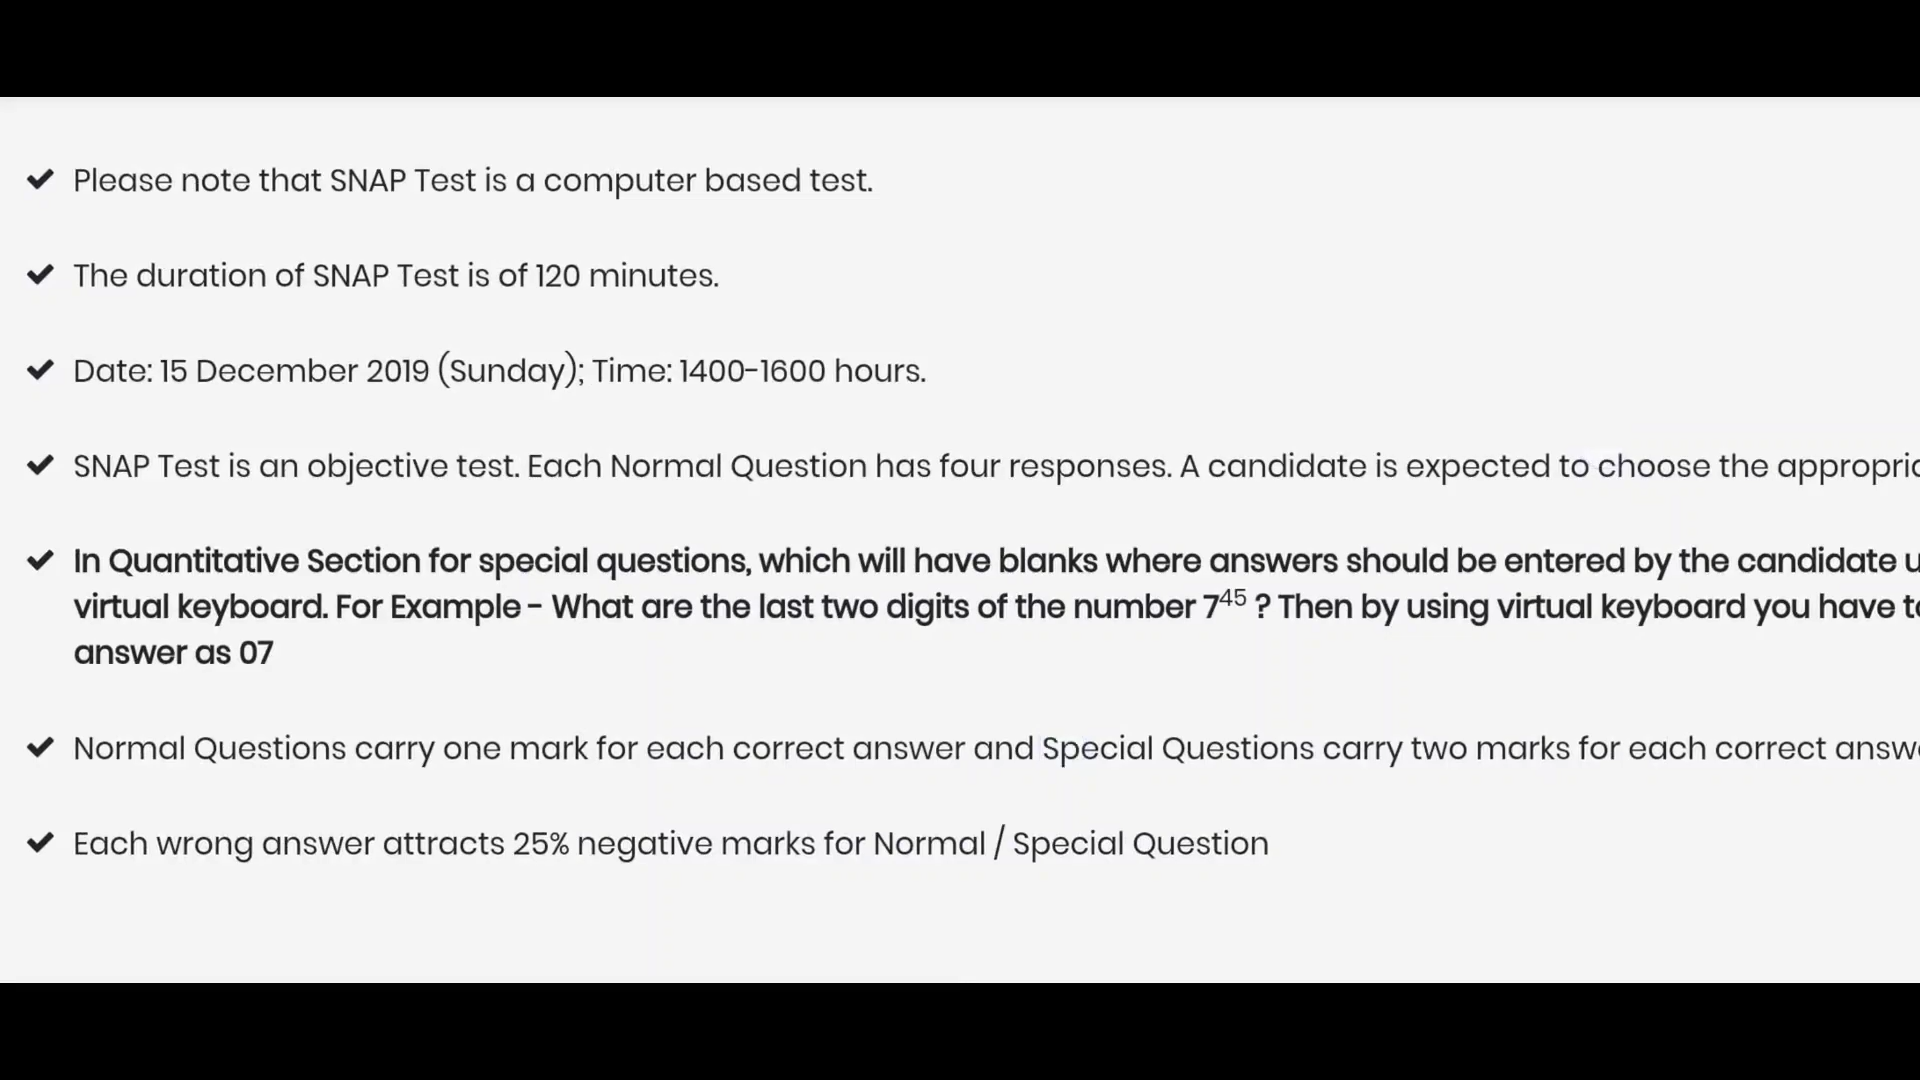 Please note that SNAP Test is a computer based test.
The duration of SNAP Test is of 120 minutes.
Date: 15 December 2019 (Sunday); Time: 1400-1600 hours.
SNAP Test is an objective test. Each Normal Question has four responses. A candidate is expected to choose the
In Quantitative Section for special questions, which will have blanks where answers should be entered by the candidate
virtual keyboard. For Example - What are the last two digits of the number 7⁴⁵ ? Then by using virtual keyboard you have
answer as 07
Normal Questions carry one mark for each correct answer and Special Questions carry two marks for each correct
Each wrong answer attracts 25% negative marks for Normal / Special Question